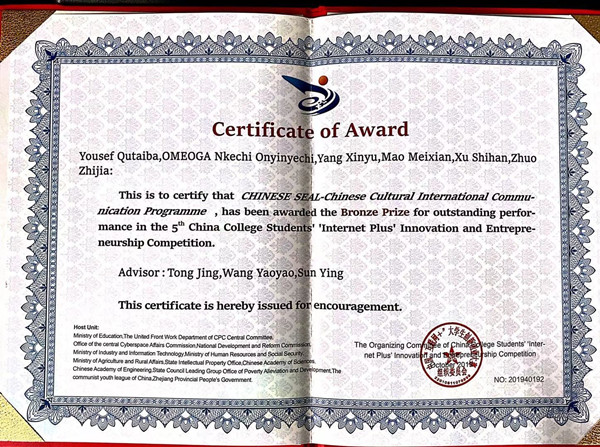 Certificate of Award
Yousef Qutaiba,OMEOGA Nkechi Onyinyechi,Yang Xinyu,Mao Meixian,Xu Shihan,Zhuo
Zhijia:
This is to certify that CHINESE SEAL-Chinese Cultural International Commu-
nication Programme , has been awarded the Bronze Prize for outstanding perfor-
mance in the 5th China College Students' 'Internet Plus' Innovation and Entrepre-
neurship Competition.
Advisor : Tong Jing,Wang Yaoyao,Sun Ying
This certificate is hereby issued for encouragement.
Host Unit:
Ministry of Education,The United Front Work Department of CPC Central Committee,
Office of the central Cyberspace Affairs Commission,National Development and Reform Commission,
Ministry of Industry and Information Technology,Ministry of Human Resources and Social Security,
Ministry of Agriculture and Rural Affairs,State Intellectual Property Office,Chinese Academy of Sciences,
Chinese Academy of Engineering,State Council Leading Group Office of Poverty Alleviation and Development,The
communist youth league of China,Zhejiang Provincial People's Government.
The Organizing Committee of China College Students' 'Inter-
net Plus' Innovation and Entrepreneurship Competition
October 2019
组织委员会
NO: 201940192